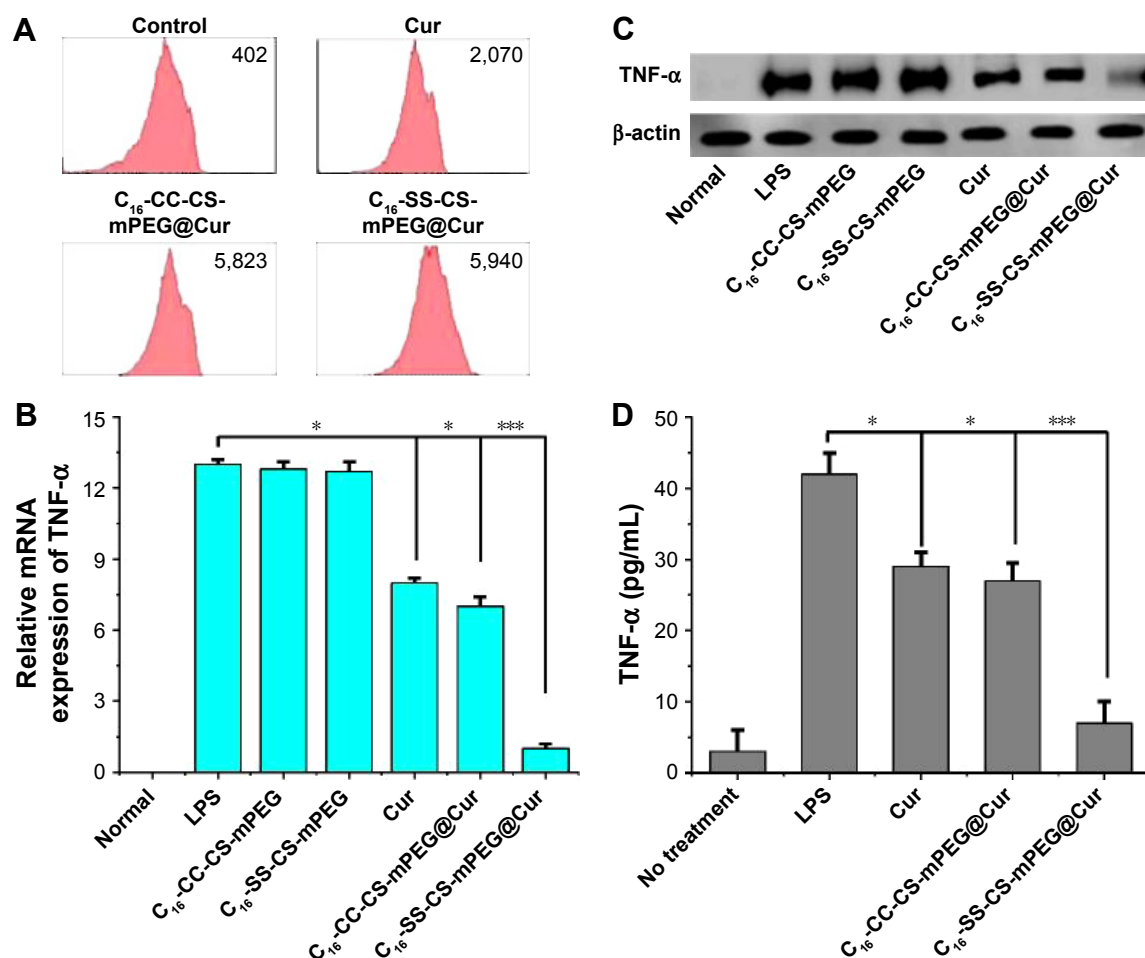 A
Control
402
Cur
2,070
C₁₆-CC-CS-
mPEG@Cur
5,823
C₁₆-SS-CS-
mPEG@Cur
5,940
C
TNF-α
β-actin
Normal
LPS
C₁₆-CC-CS-mPEG
C₁₆-SS-CS-mPEG
Cur
C₁₆-CC-CS-mPEG@Cur
C₁₆-SS-CS-mPEG@Cur
B
Relative mRNA
expression of TNF-α
15
12
9
6
3
0
*
*
***
Normal
LPS
C₁₆-CC-CS-mPEG
C₁₆-SS-CS-mPEG
Cur
C₁₆-CC-CS-mPEG@Cur
C₁₆-SS-CS-mPEG@Cur
D
TNF-α (pg/mL)
50
40
30
20
10
0
*
*
***
No treatment
LPS
Cur
C₁₆-CC-CS-mPEG@Cur
C₁₆-SS-CS-mPEG@Cur